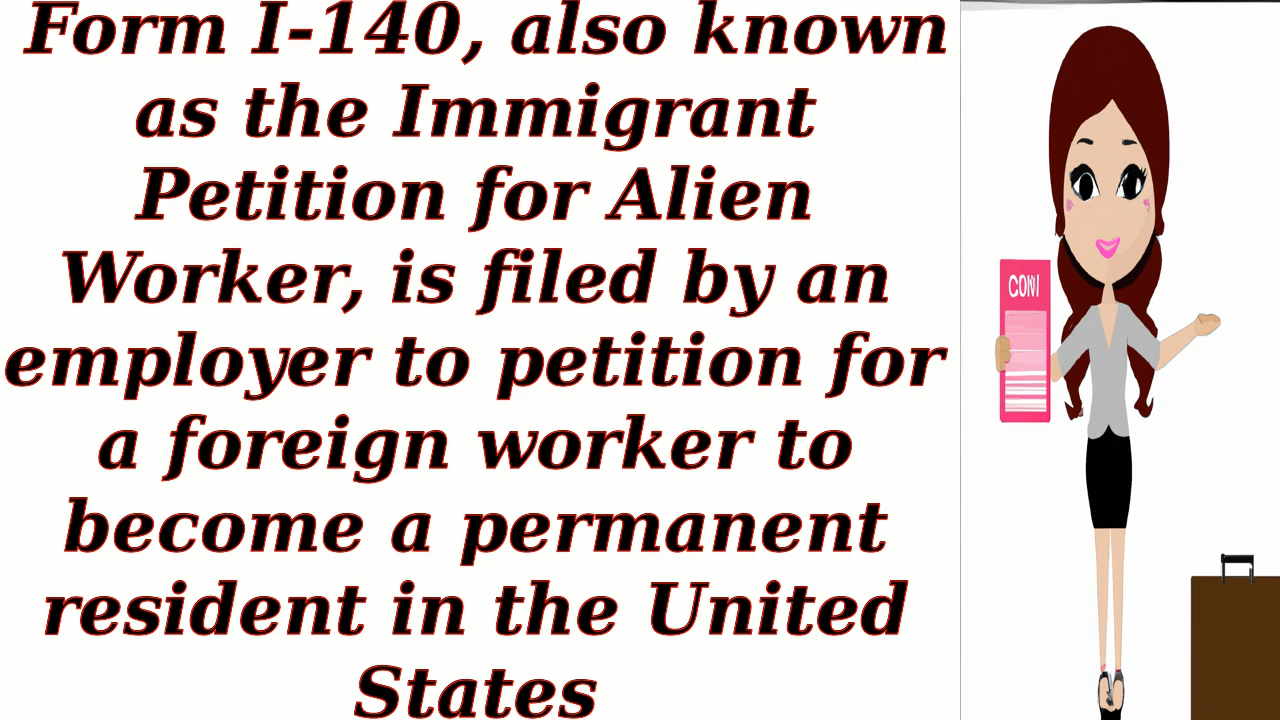 Form I-140, also known
as the Immigrant
Petition for Alien
Worker, is filed by an
employer to petition for
a foreign worker to
become a permanent
resident in the United
States